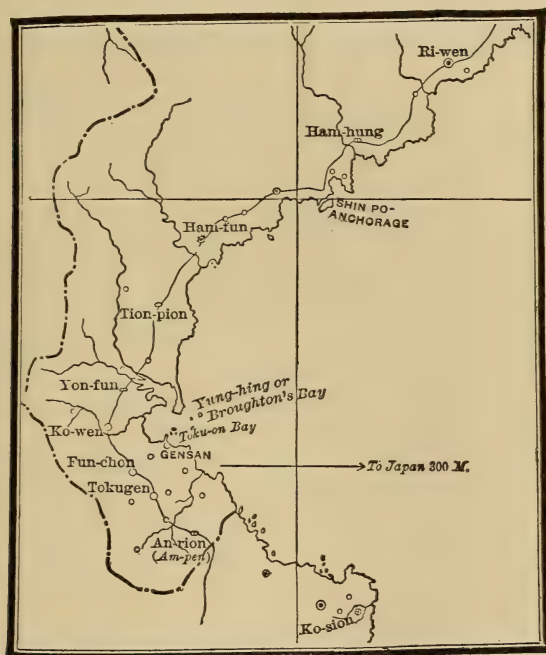 Ri-wen
Ham-hung
SHIN PO-
ANCHORAGE
Ham-fun
Tion-pion
Yung-hing or
Broughton's Bay
Yon-fun
Ko-wen
Toku-on Bay
GENSAN
Fun-chon
To Japan 300 M.
Tokugen
An-rion
(Am-pen)
Ko-sion